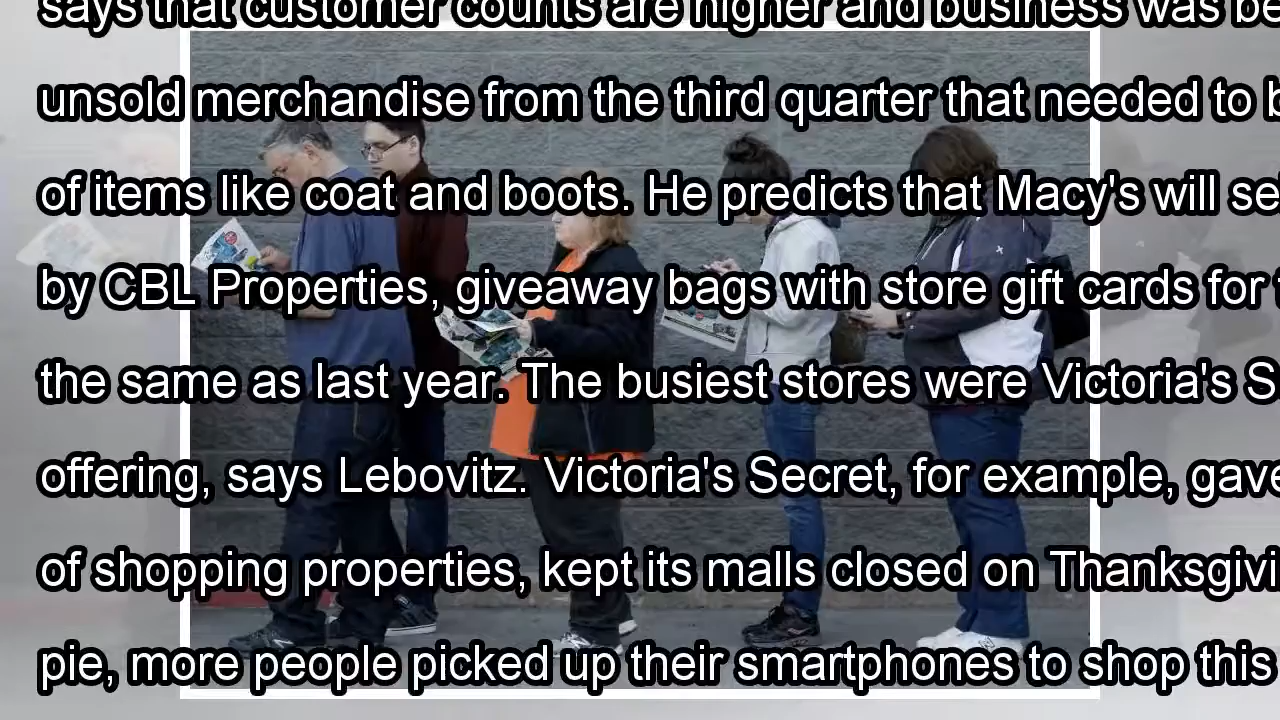 says that customer counts are higher and business was
unsold merchandise from the third quarter that needed to
of items like coat and boots. He predicts that Macy's will
by CBL Properties, giveaway bags with store gift cards for
the same as last year. The busiest stores were Victoria's S
offering, says Lebovitz. Victoria's Secret, for example, gave
of shopping properties, kept its malls closed on Thanksgivi
pie, more people picked up their smartphones to shop this